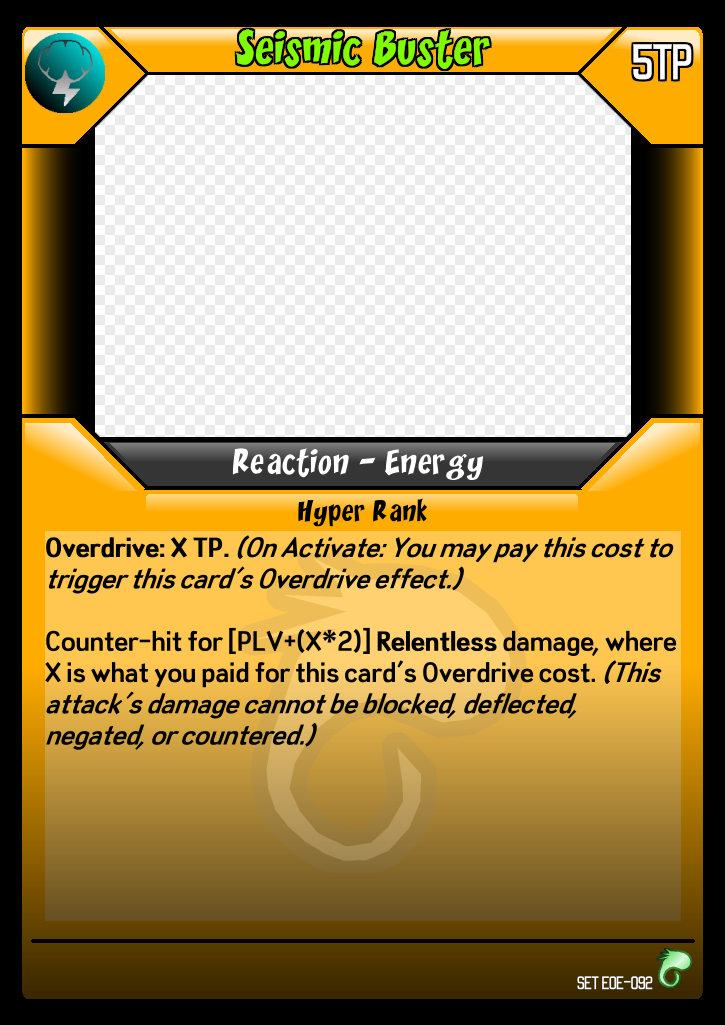 Seismic Buster
5TP
Reaction - Energy
Hyper Rank
Overdrive: X TP. (On Activate: You may pay this cost to
trigger this card's Overdrive effect.)
Counter-hit for [PLV+(X*2)] Relentless damage, where
X is what you paid for this card's Overdrive cost. (This
attack's damage cannot be blocked, deflected,
negated, or countered.)
SET EOE-092